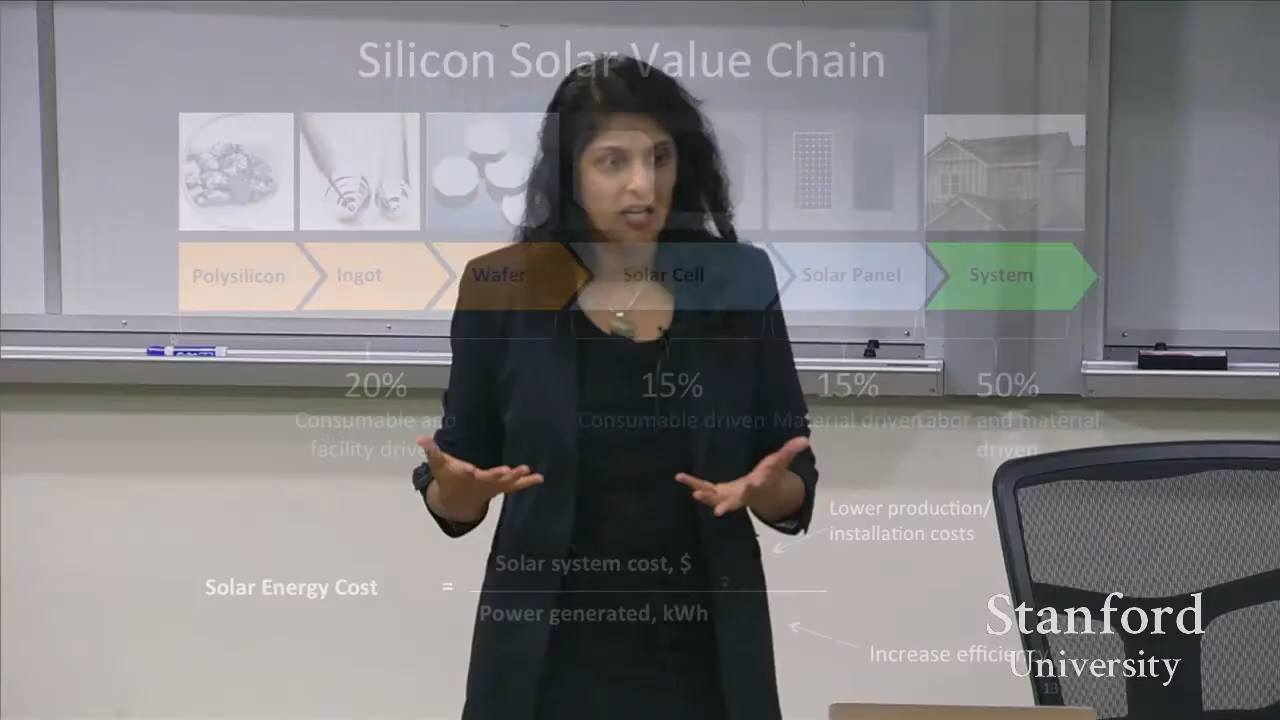 Silicon Solar Value Chain
Polysilicon
Ingot
Wafer
Solar Cell
Solar Panel
System
20%
15%
15%
50%
Consumable and
facility drive
Consumable driven
Material driven
Labor and material
driven
Lower production/
installation costs
Solar Energy Cost
=
Solar system cost, $
Power generated, kWh
Increase efficiency
Stanford
University
13